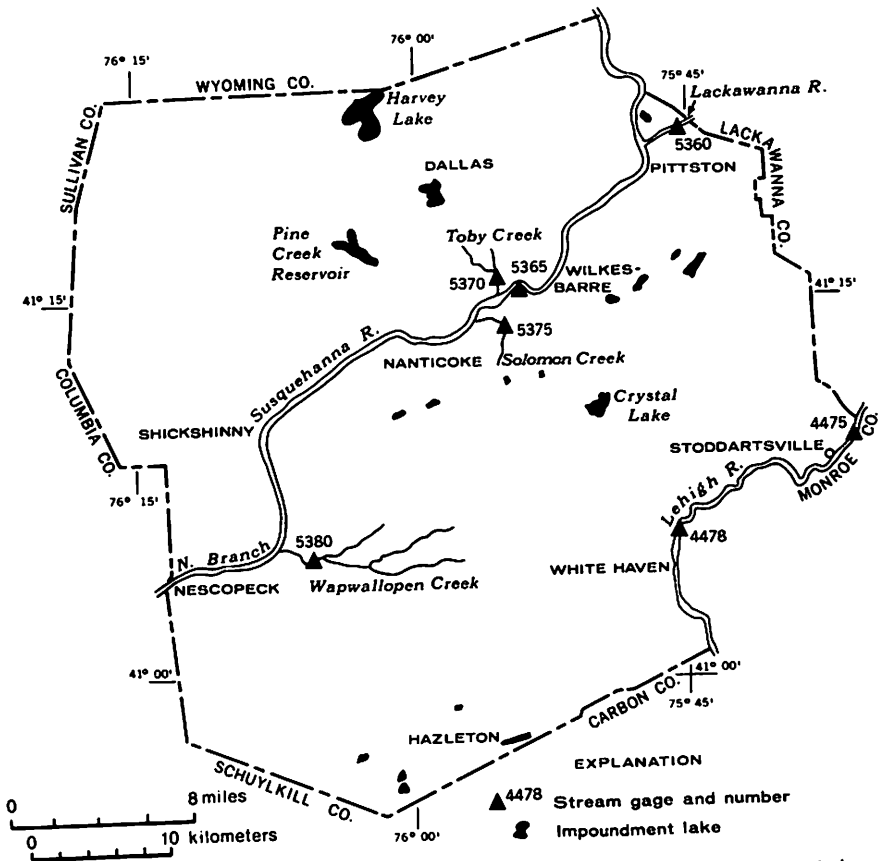 76° 15'
76° 00'
75° 45'
WYOMING CO.
Harvey
Lake
Lackawanna R.
SULLIVAN CO.
LACKAWANNA CO.
5360
DALLAS
PITTSTON
Pine
Creek
Reservoir
Toby Creek
5370
5365
WILKES-
BARRE
41° 15'
41° 15'
5375
Susquehanna R.
NANTICOKE
Solomon Creek
COLUMBIA CO.
Crystal
Lake
SHICKSHINNY
4475
STODDARTSVILLE
MONROE CO.
76° 15'
Lehigh R.
4478
N. Branch
5380
NESCOPECK
Wapwallopen Creek
WHITE HAVEN
41° 00'
41° 00'
75° 45'
CARBON CO.
HAZLETON
SCHUYLKILL CO.
76° 00'
EXPLANATION
4478 Stream gage and number
Impoundment lake
0 8 miles
0 10 kilometers